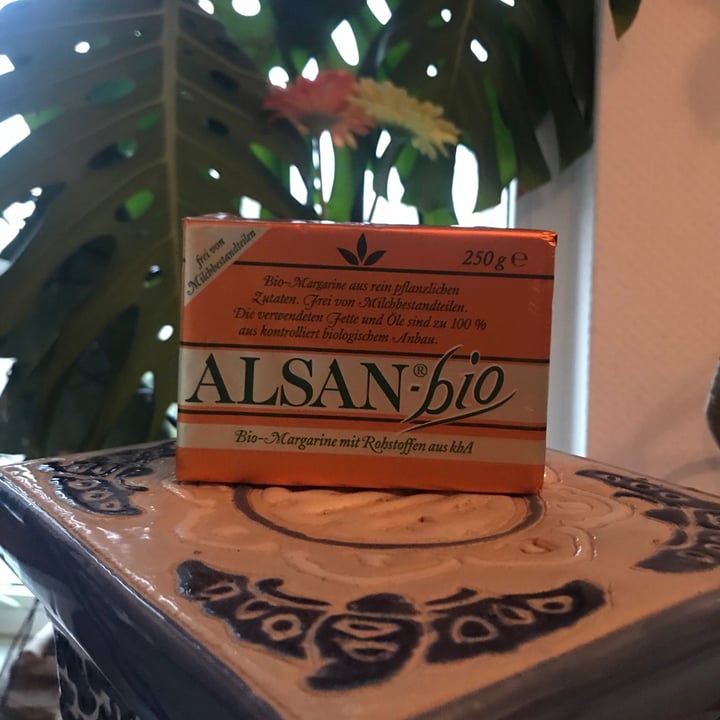 frei von
Milchbestandteilen
250 g ℮
Bio-Margarine aus rein pflanzlichen
Zutaten. Frei von Milchbestandteilen.
Die verwendeten Fette und Öle sind zu 100 %
aus kontrolliert biologischem Anbau.
ALSAN®-bio
Bio-Margarine mit Rohstoffen aus kbA